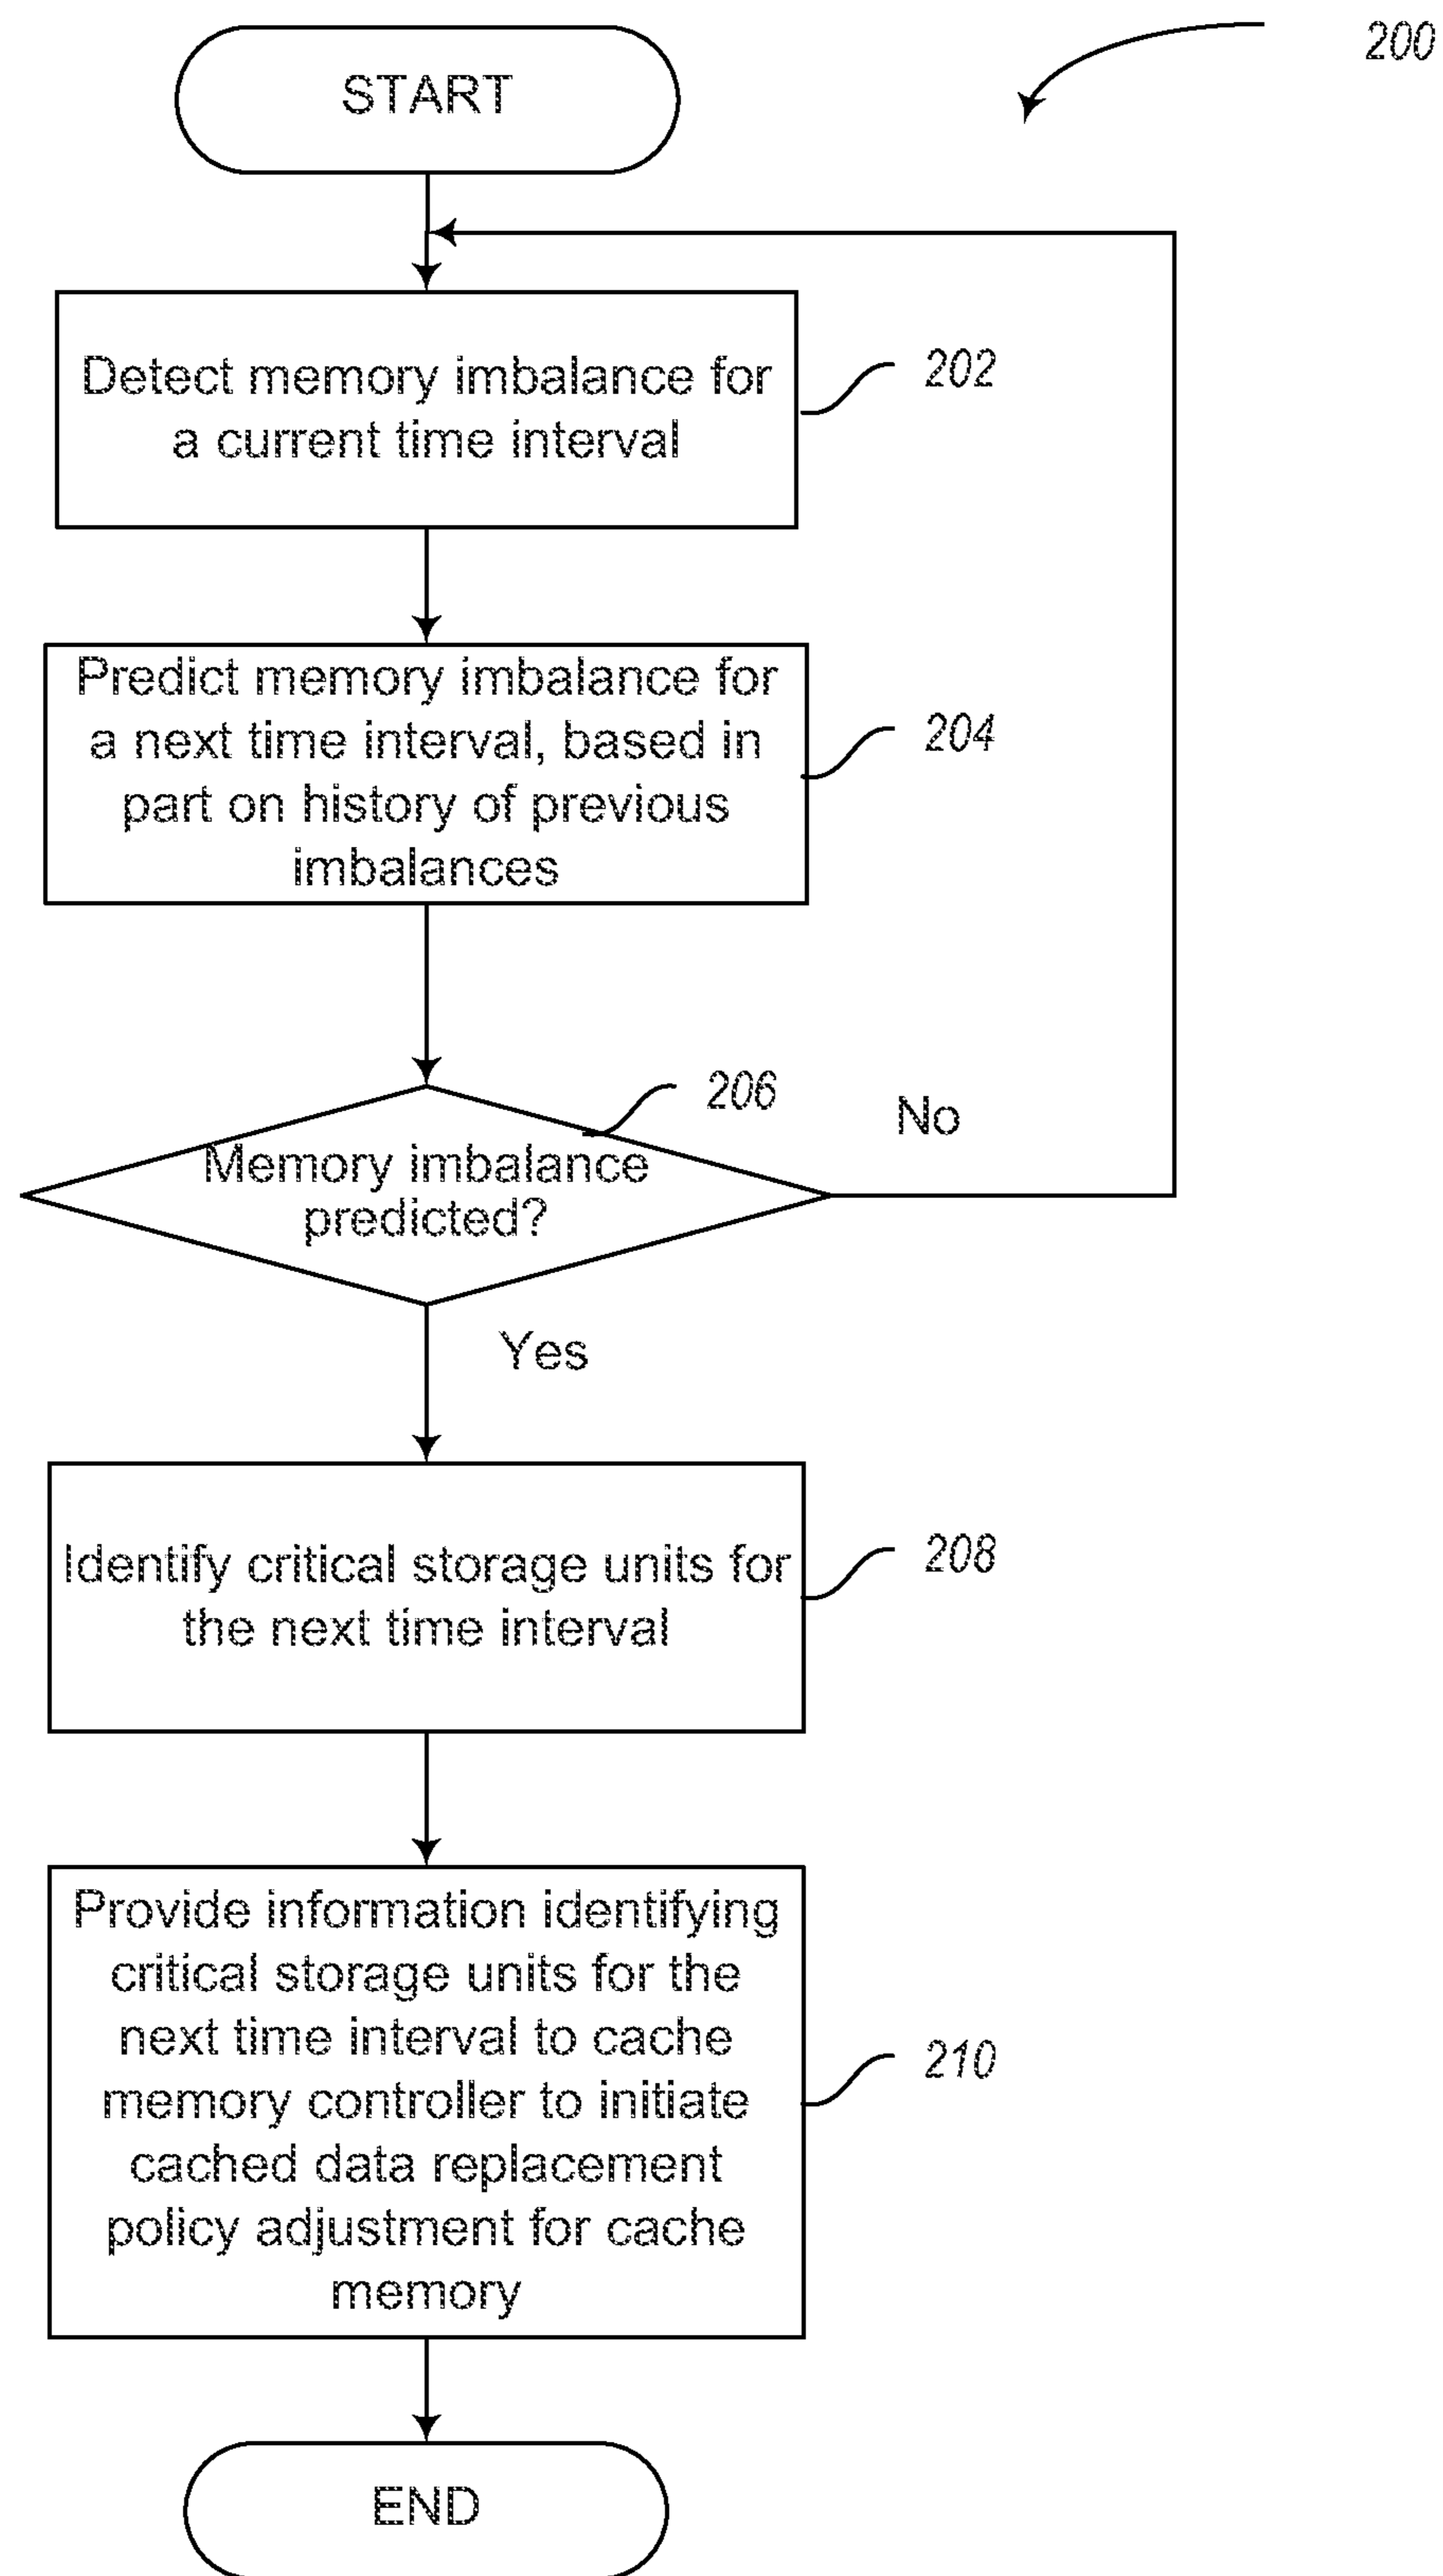 200
START
Detect memory imbalance for
a current time interval
202
Predict memory imbalance for
a next time interval, based in
part on history of previous
imbalances
204
206
Memory imbalance
predicted?
No
Yes
Identify critical storage units for
the next time interval
208
Provide information identifying
critical storage units for the
next time interval to cache
memory controller to initiate
cached data replacement
policy adjustment for cache
memory
210
END